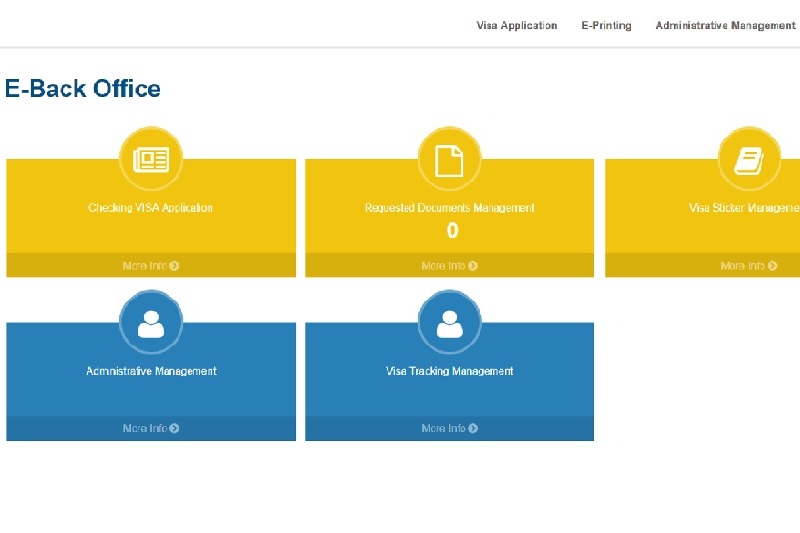 Visa Application E-Printing Administrative Management
E-Back Office
Checking VISA Application
More Info
Requested Documents Management
0
More Info
Visa Sticker Manageme
More Info
Administrative Management
More Info
Visa Tracking Management
More Info